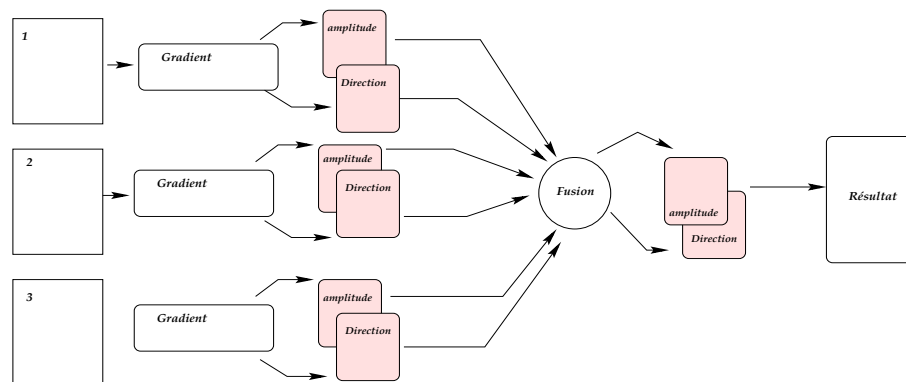 1
Gradient
amplitude
Direction
2
Gradient
amplitude
Direction
3
Gradient
amplitude
Direction
Fusion
amplitude
Direction
Résultat